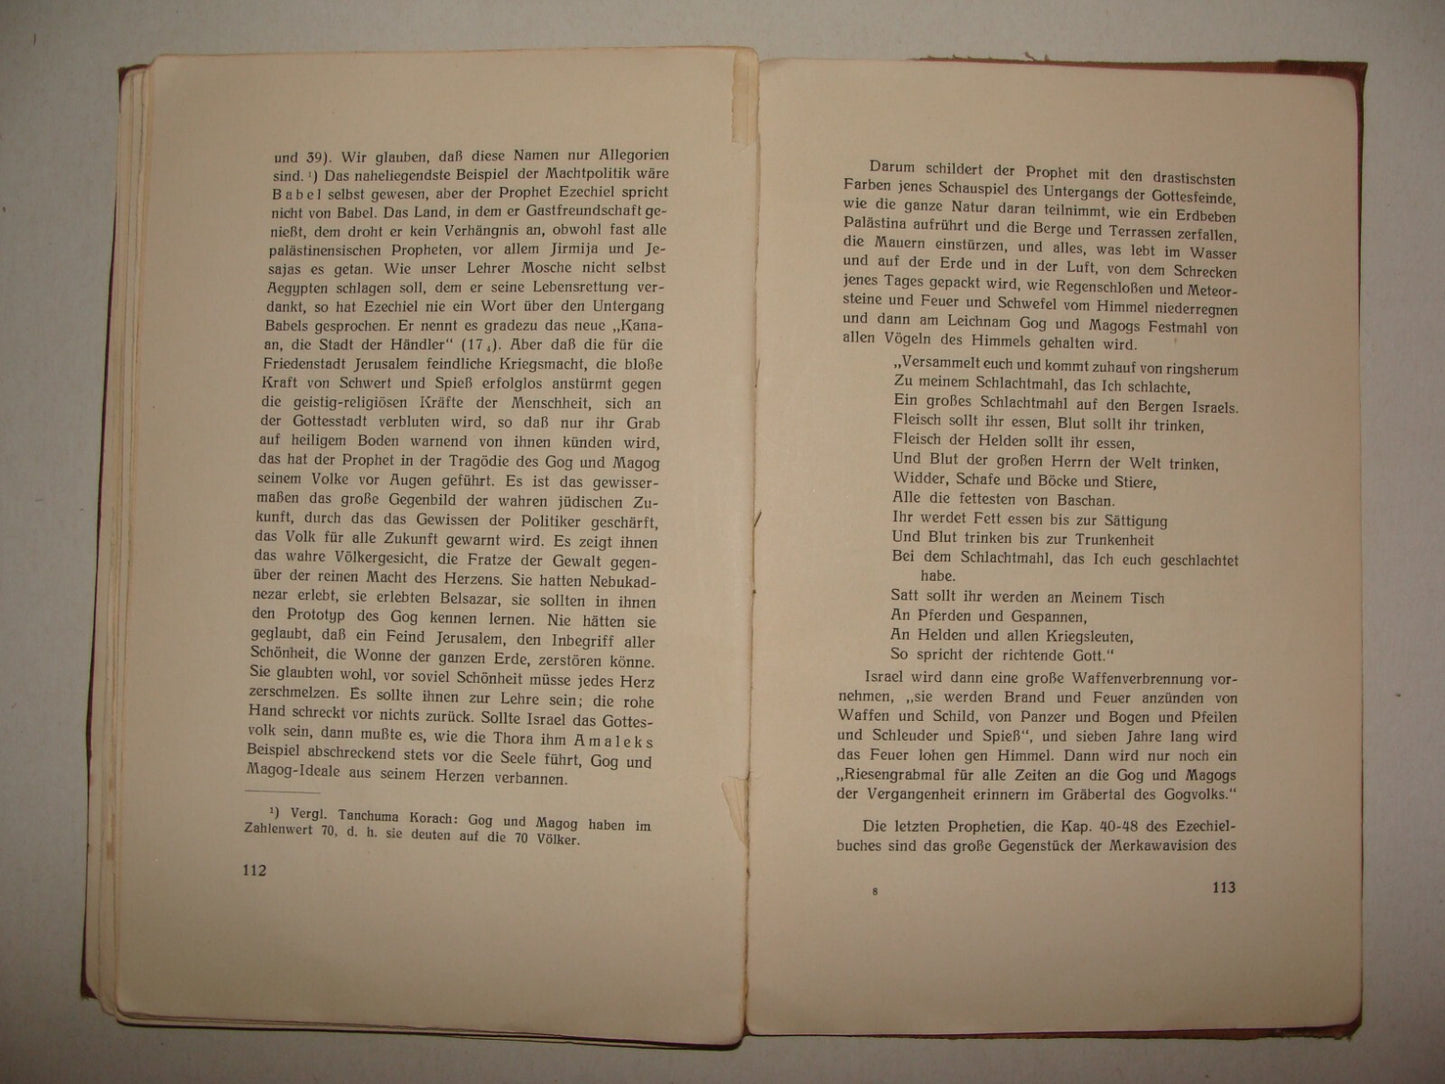 und 39). Wir glauben, daß diese Namen nur Allegorien
sind. ¹) Das naheliegendste Beispiel der Machtpolitik wäre
Babel selbst gewesen, aber der Prophet Ezechiel spricht
nicht von Babel. Das Land, in dem er Gastfreundschaft ge-
nießt, dem droht er kein Verhängnis an, obwohl fast alle
palästinensischen Propheten, vor allem Jirmija und Je-
sajas es getan. Wie unser Lehrer Mosche nicht selbst
Aegypten schlagen soll, dem er seine Lebensrettung ver-
dankt, so hat Ezechiel nie ein Wort über den Untergang
Babels gesprochen. Er nennt es gradezu das neue „Kana-
an, die Stadt der Händler“ (17 ₄). Aber daß die für die
Friedenstadt Jerusalem feindliche Kriegsmacht, die bloße
Kraft von Schwert und Spieß erfolglos anstürmt gegen
die geistig-religiösen Kräfte der Menschheit, sich an
der Gottesstadt verbluten wird, so daß nur ihr Grab
auf heiligem Boden warnend von ihnen künden wird,
das hat der Prophet in der Tragödie des Gog und Magog
seinem Volke vor Augen geführt. Es ist das gewisser-
maßen das große Gegenbild der wahren jüdischen Zu-
kunft, durch das das Gewissen der Politiker geschärft,
das Volk für alle Zukunft gewarnt wird. Es zeigt ihnen
das wahre Völkergesicht, die Fratze der Gewalt gegen-
über der reinen Macht des Herzens. Sie hatten Nebukad-
nezar erlebt, sie erlebten Belsazar, sie sollten in ihnen
den Prototyp des Gog kennen lernen. Nie hätten sie
geglaubt, daß ein Feind Jerusalem, den Inbegriff aller
Schönheit, die Wonne der ganzen Erde, zerstören könne.
Sie glaubten wohl, vor soviel Schönheit müsse jedes Herz
zerschmelzen. Es sollte ihnen zur Lehre sein; die rohe
Hand schreckt vor nichts zurück. Sollte Israel das Gottes-
volk sein, dann mußte es, wie die Thora ihm Amaleks
Beispiel abschreckend stets vor die Seele führt, Gog und
Magog-Ideale aus seinem Herzen verbannen.
¹) Vergl. Tanchuma Korach: Gog und Magog haben im
Zahlenwert 70, d. h. sie deuten auf die 70 Völker.
112
Darum schildert der Prophet mit den drastischsten
Farben jenes Schauspiel des Untergangs der Gottesfeinde,
wie die ganze Natur daran teilnimmt, wie ein Erdbeben
Palästina aufrührt und die Berge und Terrassen zerfallen,
die Mauern einstürzen, und alles, was lebt im Wasser
und auf der Erde und in der Luft, von dem Schrecken
jenes Tages gepackt wird, wie Regenschloßen und Meteor-
steine und Feuer und Schwefel vom Himmel niederregnen
und dann am Leichnam Gog und Magogs Festmahl von
allen Vögeln des Himmels gehalten wird.
„Versammelt euch und kommt zuhauf von ringsherum
Zu meinem Schlachtmahl, das Ich schlachte,
Ein großes Schlachtmahl auf den Bergen Israels.
Fleisch sollt ihr essen, Blut sollt ihr trinken,
Fleisch der Helden sollt ihr essen,
Und Blut der großen Herrn der Welt trinken,
Widder, Schafe und Böcke und Stiere,
Alle die fettesten von Baschan.
Ihr werdet Fett essen bis zur Sättigung
Und Blut trinken bis zur Trunkenheit
Bei dem Schlachtmahl, das Ich euch geschlachtet
habe.
Satt sollt ihr werden an Meinem Tisch
An Pferden und Gespannen,
An Helden und allen Kriegsleuten,
So spricht der richtende Gott.“
Israel wird dann eine große Waffenverbrennung vor-
nehmen, „sie werden Brand und Feuer anzünden von
Waffen und Schild, von Panzer und Bogen und Pfeilen
und Schleuder und Spieß“, und sieben Jahre lang wird
das Feuer lohen gen Himmel. Dann wird nur noch ein
„Riesengrabmal für alle Zeiten an die Gog und Magogs
der Vergangenheit erinnern im Gräbertal des Gogvolks.“
Die letzten Prophetien, die Kap. 40-48 des Ezechiel-
buches sind das große Gegenstück der Merkawavision des
8
113